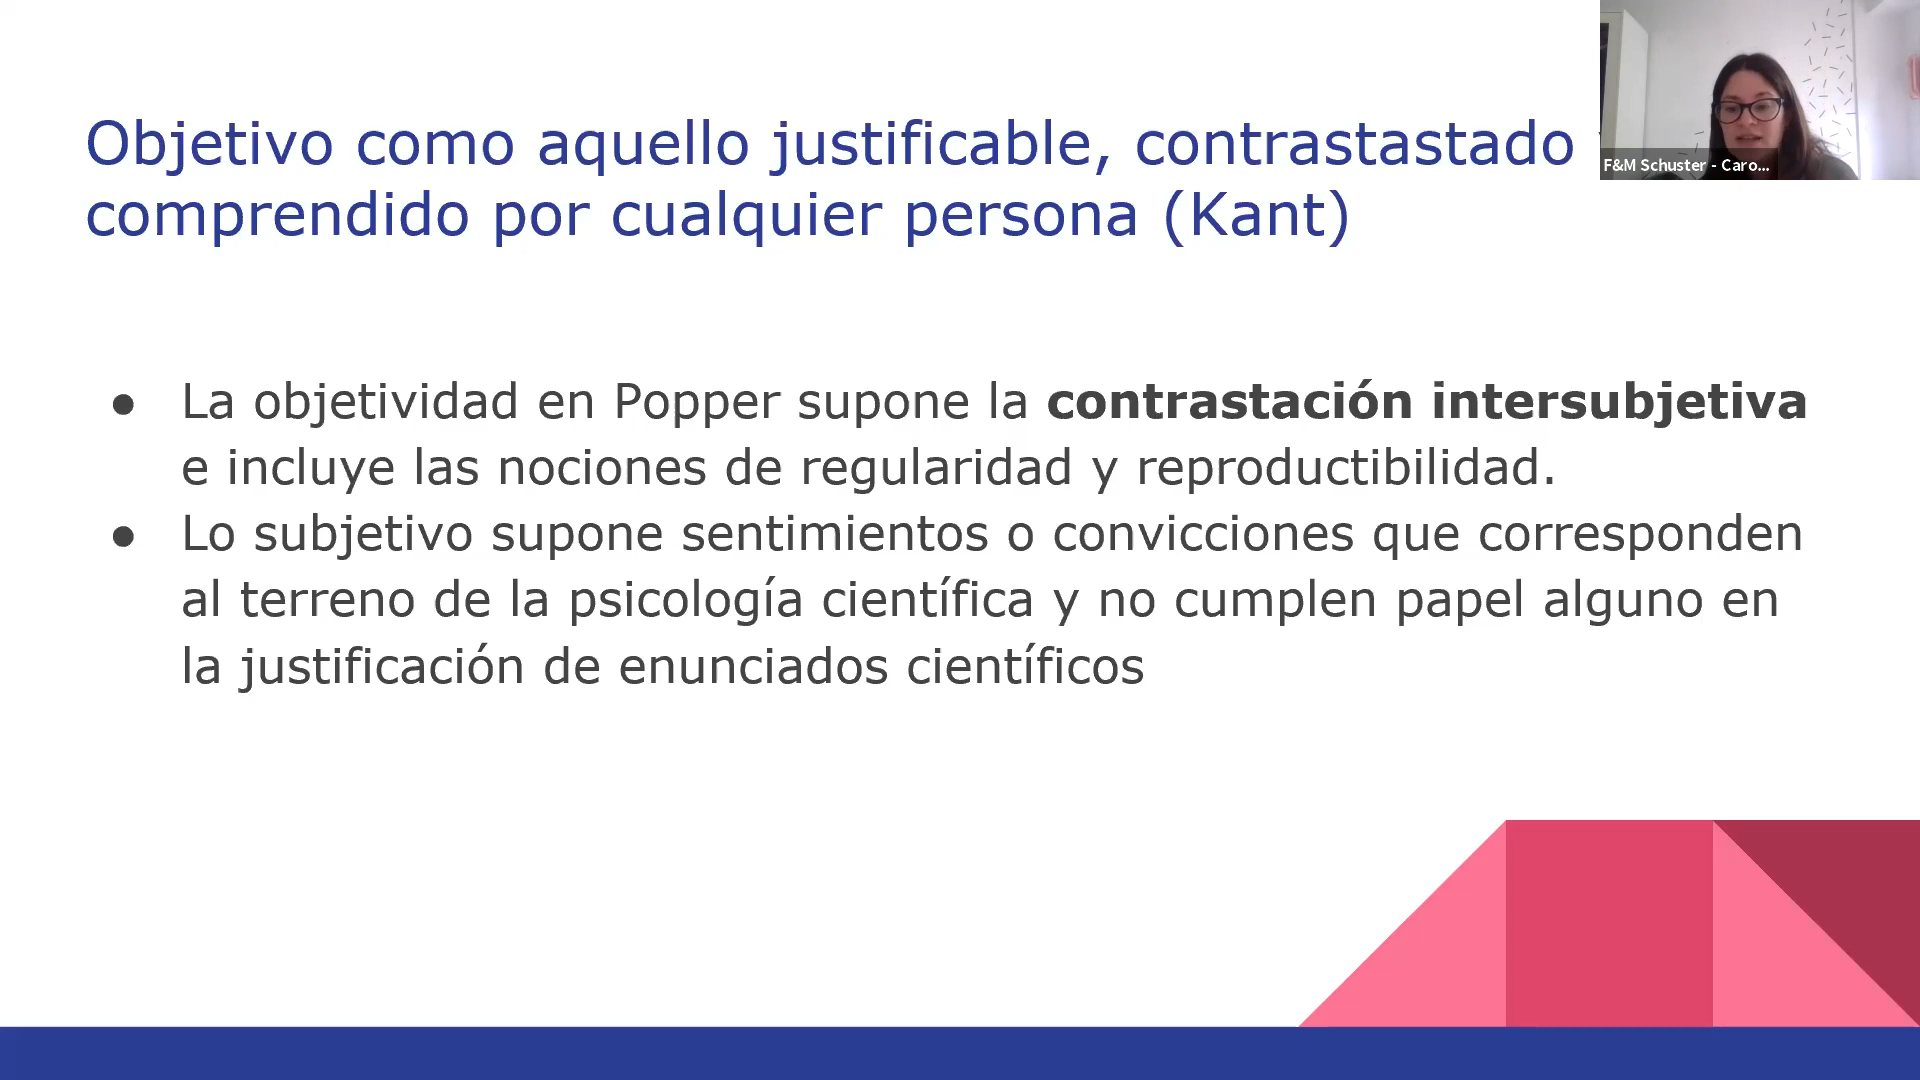 Objetivo como aquello justificable, contrastastado
comprendido por cualquier persona (Kant)
F&M Schuster - Caro...
● La objetividad en Popper supone la contrastación intersubjetiva
e incluye las nociones de regularidad y reproductibilidad.
● Lo subjetivo supone sentimientos o convicciones que corresponden
al terreno de la psicología científica y no cumplen papel alguno en
la justificación de enunciados científicos